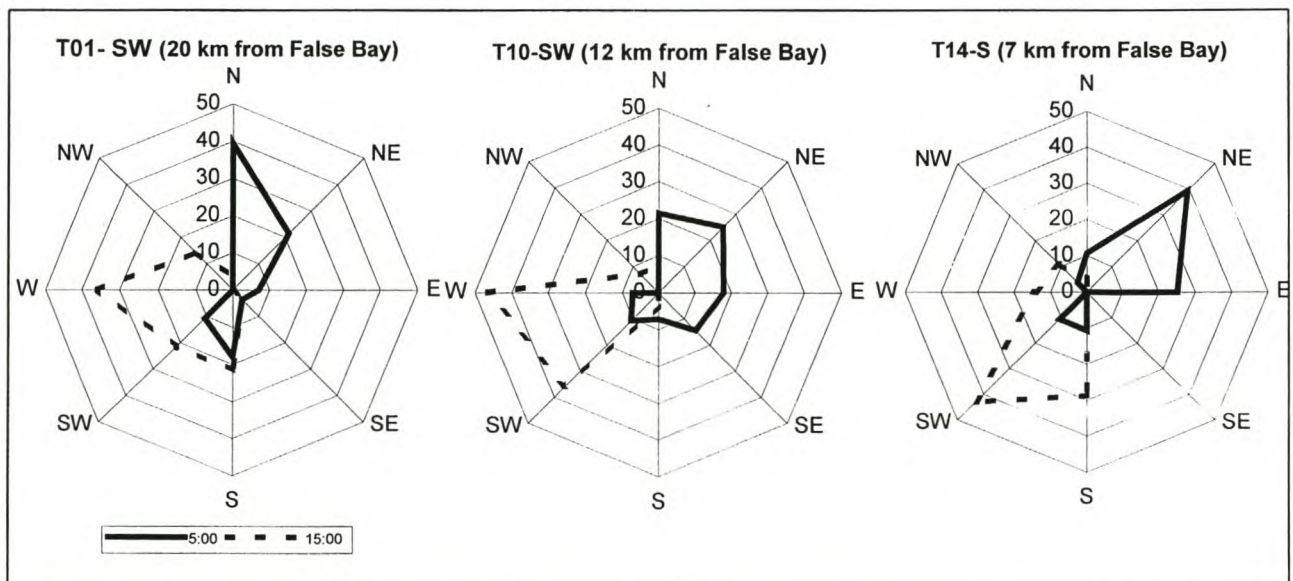 T01- SW (20 km from False Bay)
N
50
40
30
20
10
0
NW
NE
W
E
SW
SE
S
T10-SW (12 km from False Bay)
N
50
40
30
20
10
0
NW
NE
W
E
SW
SE
S
T14-S (7 km from False Bay)
N
50
40
30
20
10
0
NW
NE
W
E
SW
SE
S
5:00 15:00